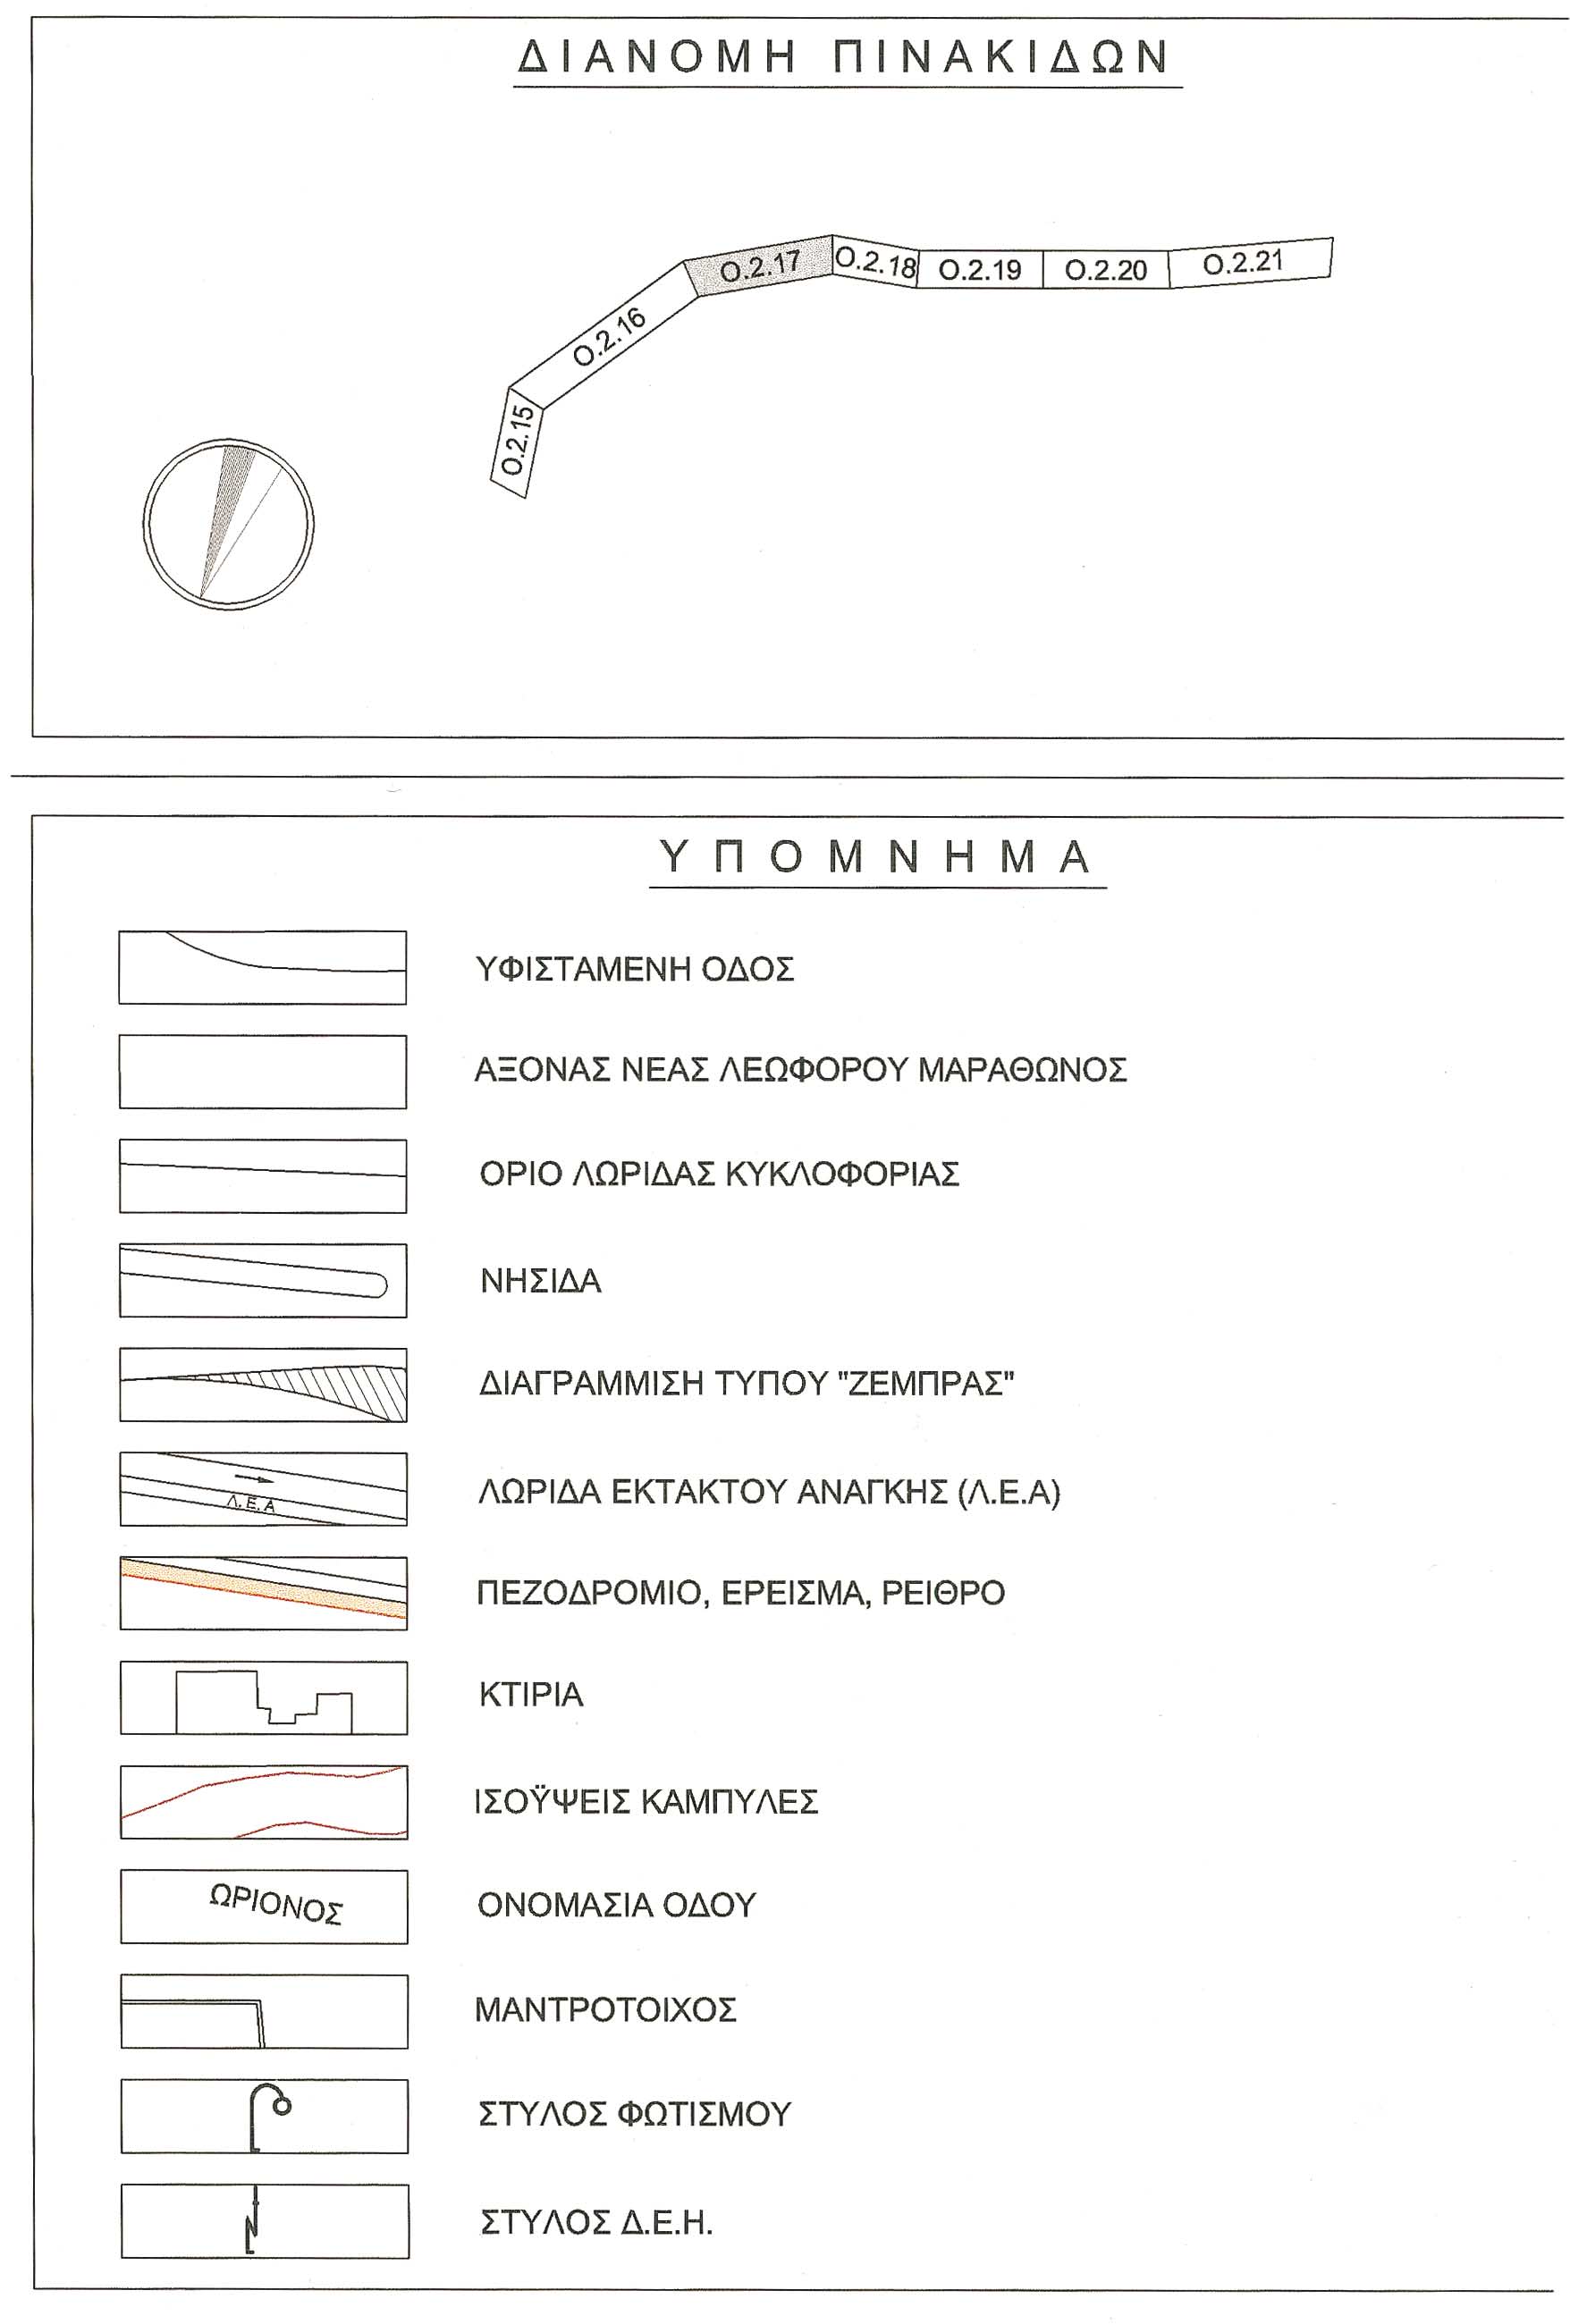 ΔΙΑΝΟΜΗ ΠΙΝΑΚΙΔΩΝ
Ο.2.15
Ο.2.16
Ο.2.17
Ο.2.18
Ο.2.19
Ο.2.20
Ο.2.21
ΥΠΟΜΝΗΜΑ
ΥΦΙΣΤΑΜΕΝΗ ΟΔΟΣ
ΑΞΟΝΑΣ ΝΕΑΣ ΛΕΩΦΟΡΟΥ ΜΑΡΑΘΩΝΟΣ
ΟΡΙΟ ΛΩΡΙΔΑΣ ΚΥΚΛΟΦΟΡΙΑΣ
ΝΗΣΙΔΑ
ΔΙΑΓΡΑΜΜΙΣΗ ΤΥΠΟΥ "ΖΕΜΠΡΑΣ"
Λ.Ε.Α
ΛΩΡΙΔΑ ΕΚΤΑΚΤΟΥ ΑΝΑΓΚΗΣ (Λ.Ε.Α)
ΠΕΖΟΔΡΟΜΙΟ, ΕΡΕΙΣΜΑ, ΡΕΙΘΡΟ
ΚΤΙΡΙΑ
ΙΣΟΫΨΕΙΣ ΚΑΜΠΥΛΕΣ
ΩΡΙΟΝΟΣ
ΟΝΟΜΑΣΙΑ ΟΔΟΥ
ΜΑΝΤΡΟΤΟΙΧΟΣ
ΣΤΥΛΟΣ ΦΩΤΙΣΜΟΥ
ΣΤΥΛΟΣ Δ.Ε.Η.